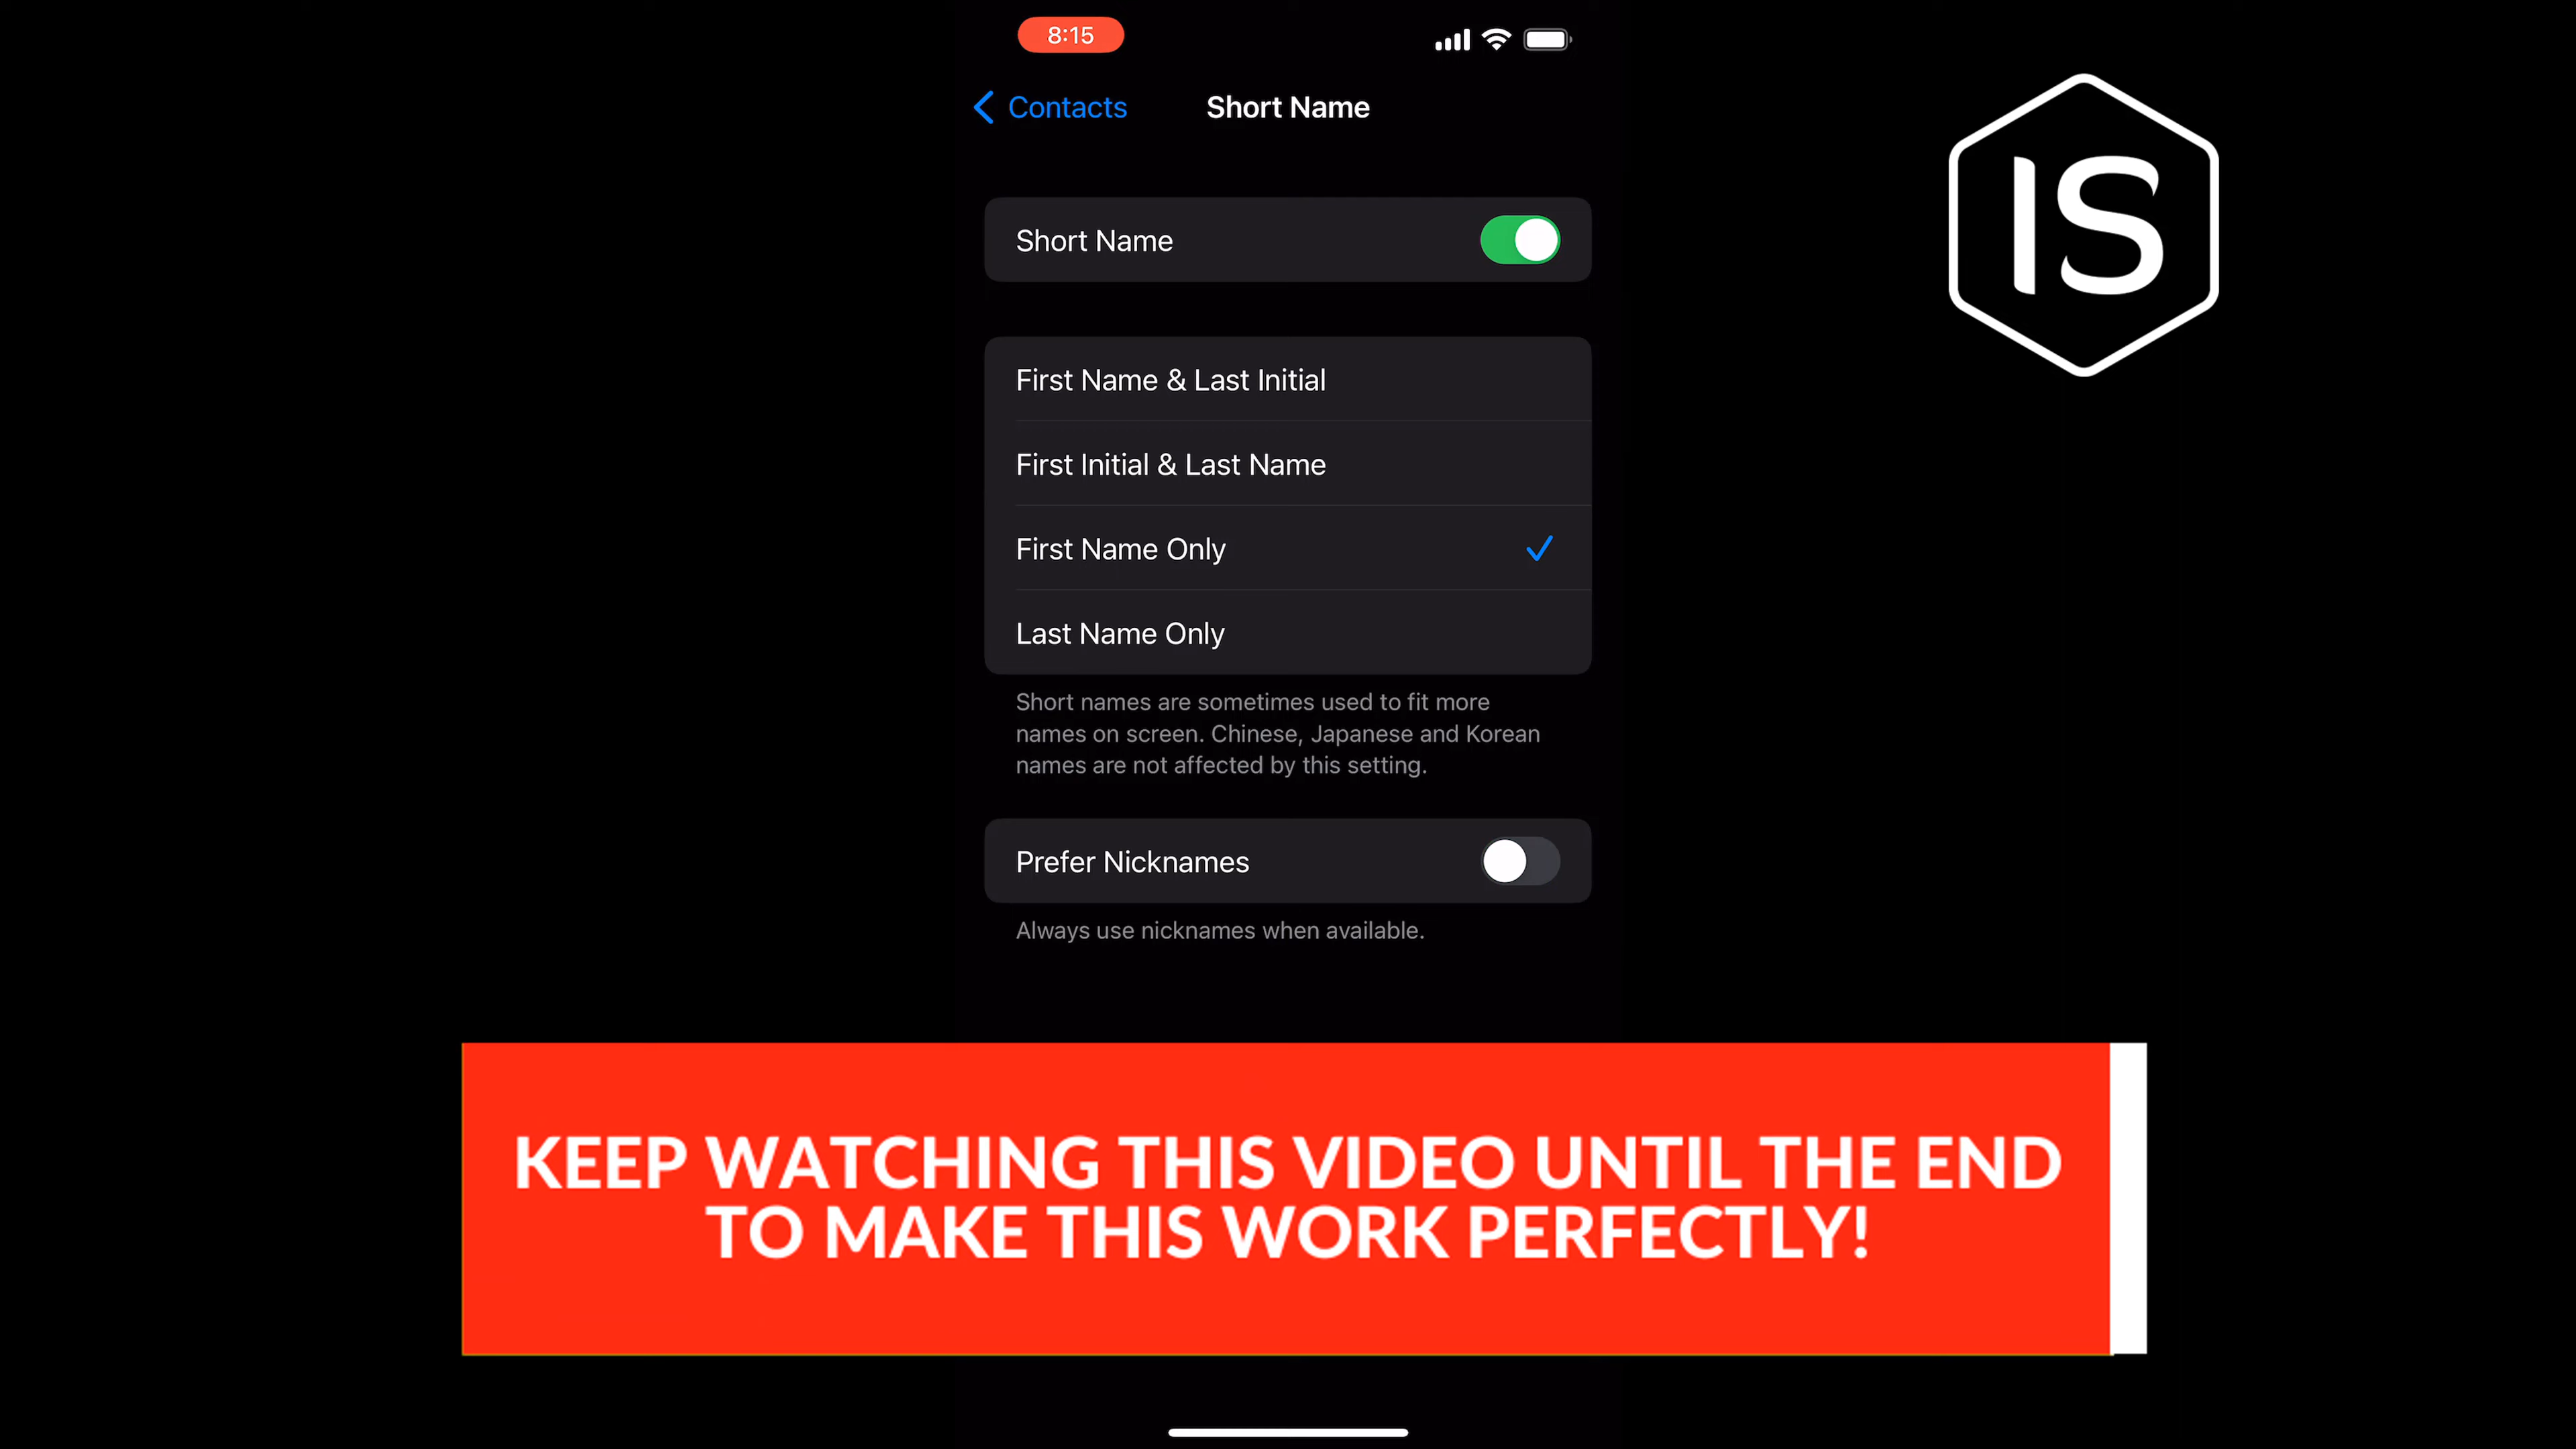 8:15
Contacts
Short Name
IS
Short Name
First Name & Last Initial
First Initial & Last Name
First Name Only
Last Name Only
Short names are sometimes used to fit more
names on screen. Chinese, Japanese and Korean
names are not affected by this setting.
Prefer Nicknames
Always use nicknames when available.
KEEP WATCHING THIS VIDEO UNTIL THE END
TO MAKE THIS WORK PERFECTLY!